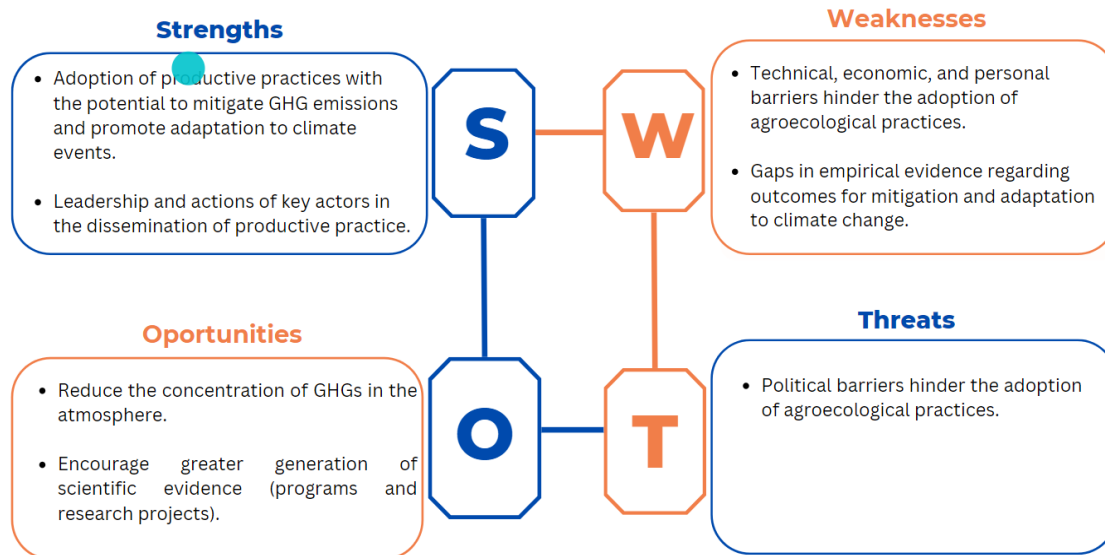 Strengths
• Adoption of productive practices with
the potential to mitigate GHG emissions
and promote adaptation to climate
events.
• Leadership and actions of key actors in
the dissemination of productive practice.
S
W
Weaknesses
• Technical, economic, and personal
barriers hinder the adoption of
agroecological practices.
• Gaps in empirical evidence regarding
outcomes for mitigation and adaptation
to climate change.
Oportunities
• Reduce the concentration of GHGs in the
atmosphere.
• Encourage greater generation of
scientific evidence (programs and
research projects).
O
T
Threats
• Political barriers hinder the adoption
of agroecological practices.